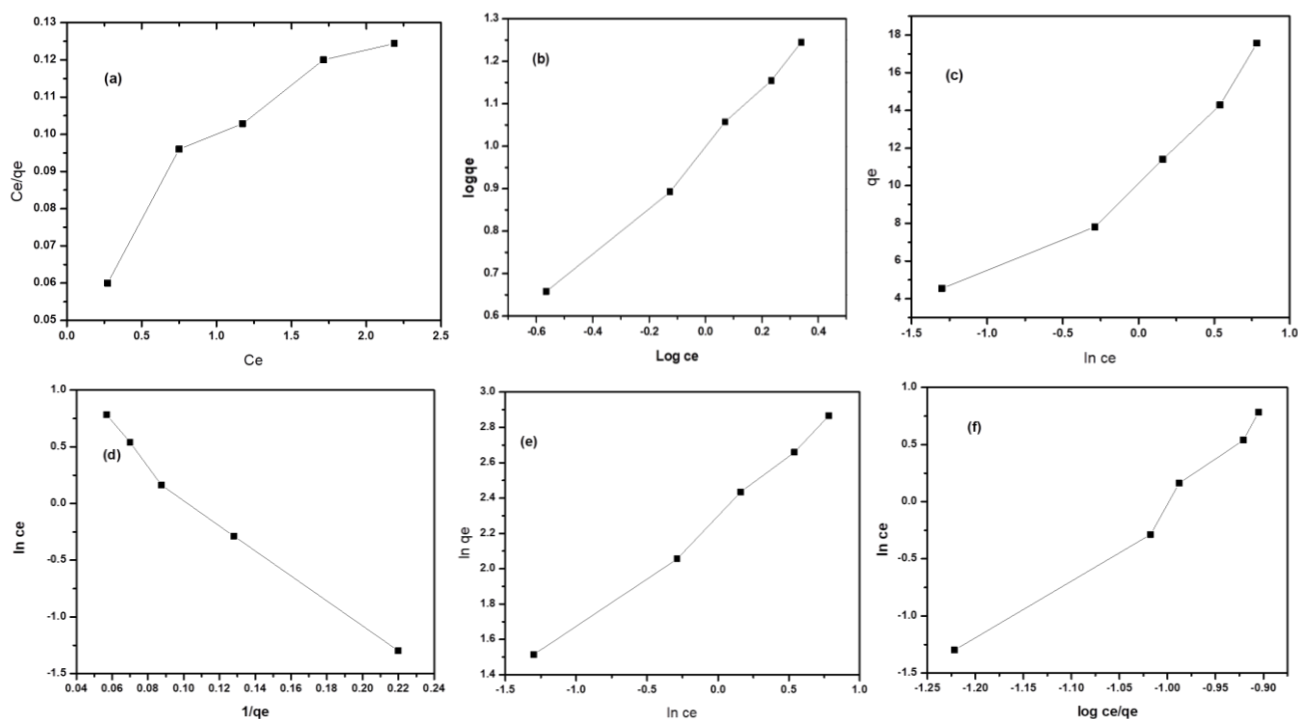 0.13
0.12
0.11
0.10
0.09
0.08
0.07
0.06
0.05
Ce/qe
(a)
0.0 0.5 1.0 1.5 2.0 2.5
Ce
1.3
1.2
1.1
1.0
0.9
0.8
0.7
0.6
logqe
(b)
-0.6 -0.4 -0.2 0.0 0.2 0.4
Log ce
18
16
14
12
10
8
6
4
qe
(c)
-1.5 -1.0 -0.5 0.0 0.5 1.0
ln ce
1.0
0.5
0.0
-0.5
-1.0
-1.5
ln ce
(d)
0.04 0.06 0.08 0.10 0.12 0.14 0.16 0.18 0.20 0.22 0.24
1/qe
3.0
2.8
2.6
2.4
2.2
2.1
1.9
1.8
1.6
1.4
ln qe
(e)
-1.5 -1.0 -0.5 0.0 0.5 1.0
ln ce
1.0
0.5
0.0
-0.5
-1.0
-1.5
ln ce
(f)
-1.25 -1.20 -1.15 -1.10 -1.05 -1.00 -0.95 -0.90
log ce/qe